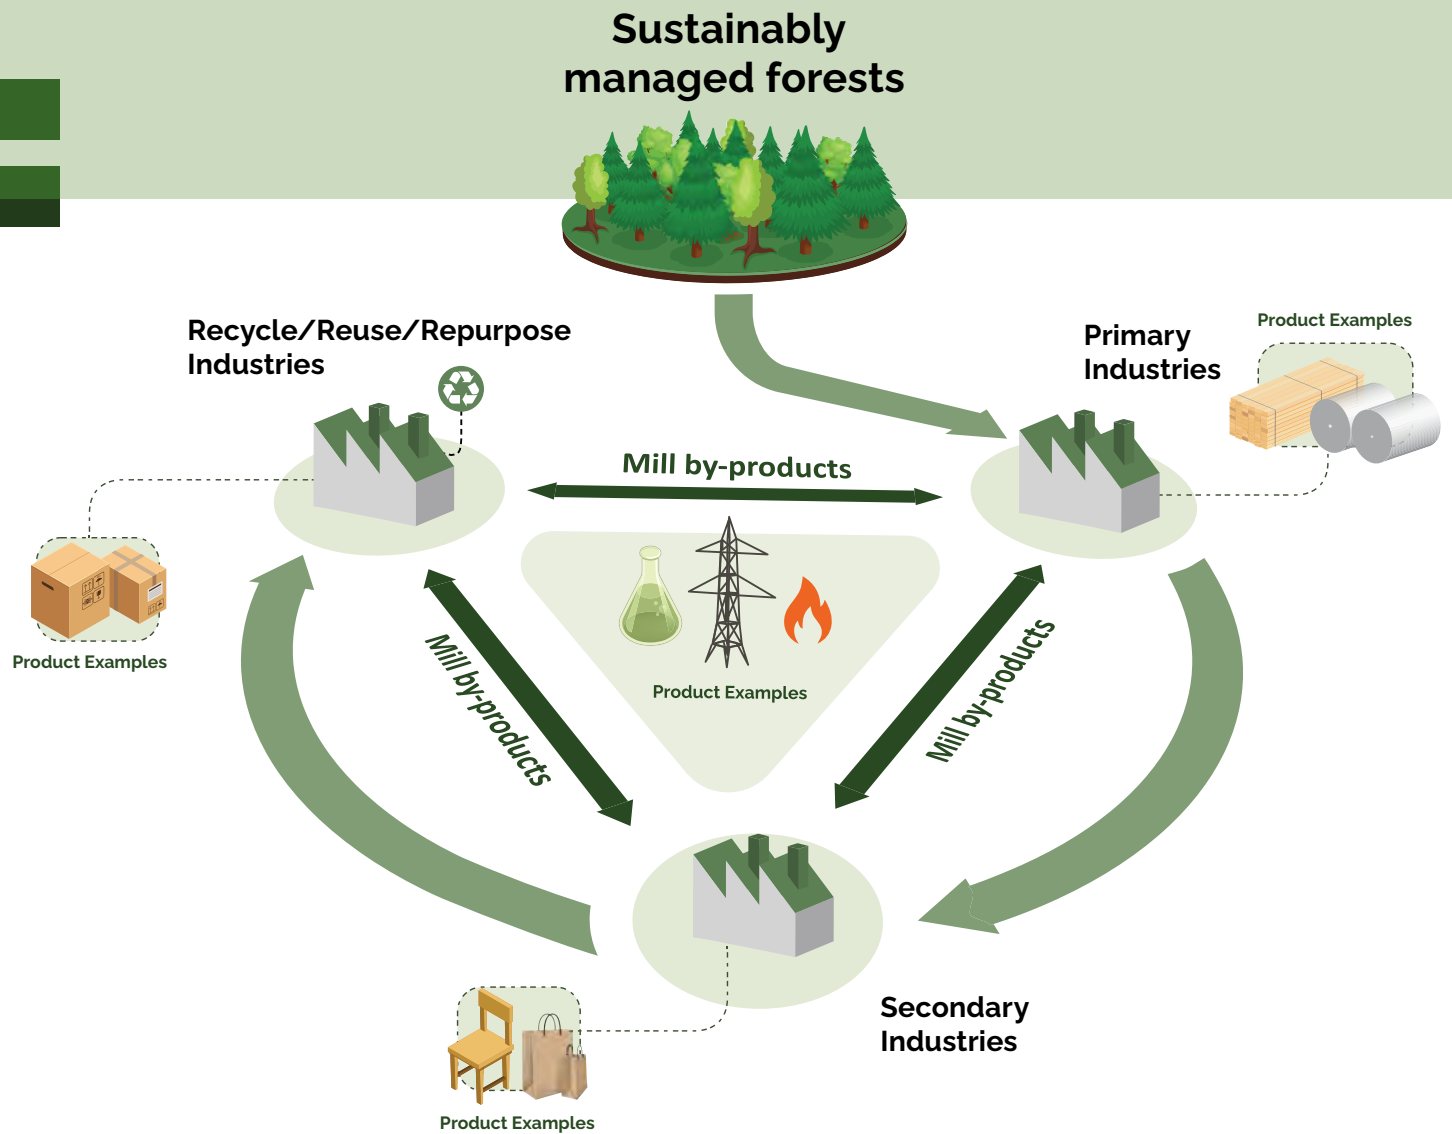 Sustainably
managed forests
Recycle/Reuse/Repurpose
Industries
Primary
Industries
Product Examples
Mill by-products
Product Examples
Mill by-products
Product Examples
Mill by-products
Secondary
Industries
Product Examples